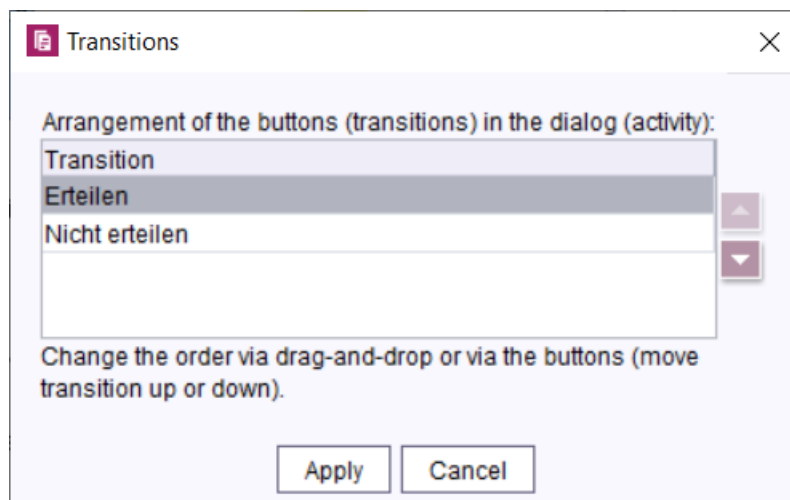 Transitions
Arrangement of the buttons (transitions) in the dialog (activity):
Transition
Erteilen
Nicht erteilen
Change the order via drag-and-drop or via the buttons (move
transition up or down).
Apply Cancel